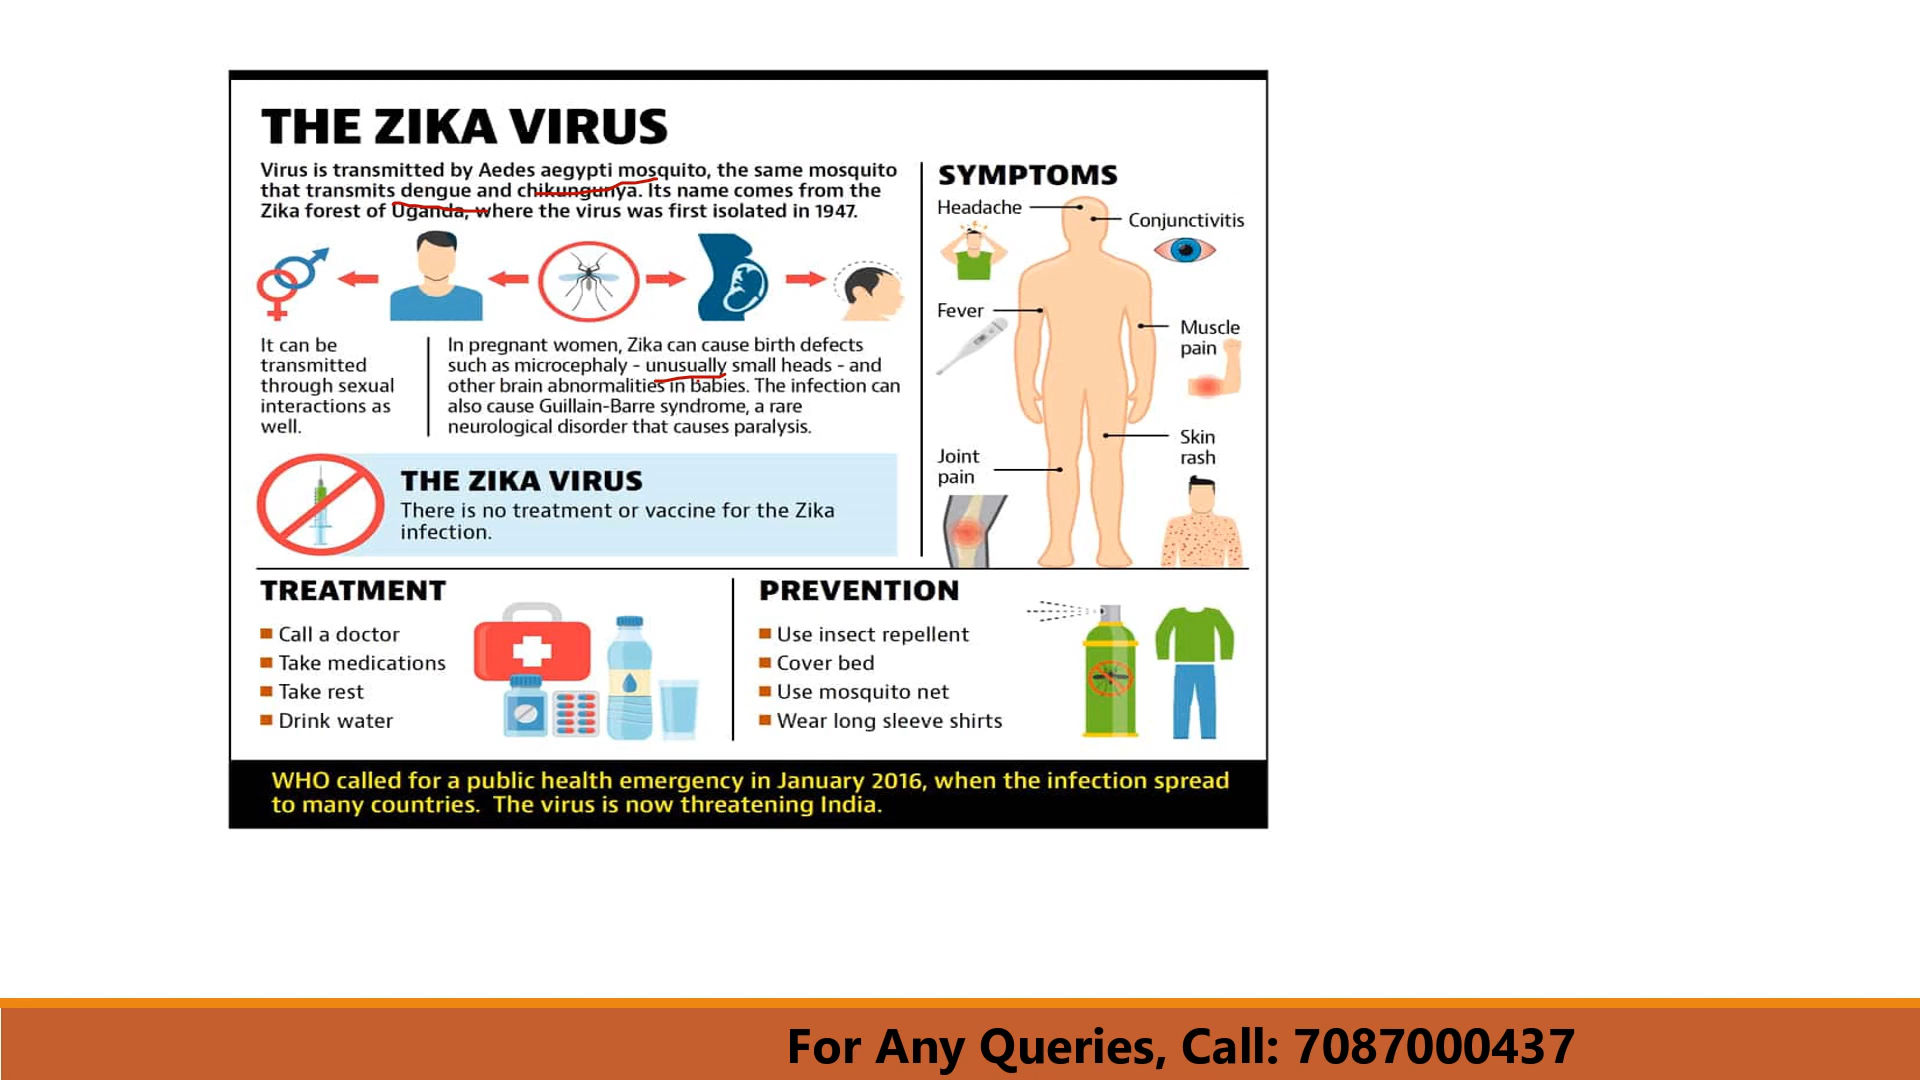 THE ZIKA VIRUS
Virus is transmitted by Aedes aegypti mosquito, the same mosquito
that transmits dengue and chikungunya. Its name comes from the
Zika forest of Uganda, where the virus was first isolated in 1947.
It can be
transmitted
through sexual
interactions as
well.
In pregnant women, Zika can cause birth defects
such as microcephaly - unusually small heads - and
other brain abnormalities in babies. The infection can
also cause Guillain-Barre syndrome, a rare
neurological disorder that causes paralysis.
THE ZIKA VIRUS
There is no treatment or vaccine for the Zika
infection.
SYMPTOMS
Headache
Conjunctivitis
Fever
Muscle
pain
Skin
rash
Joint
pain
TREATMENT
Call a doctor
Take medications
Take rest
Drink water
PREVENTION
Use insect repellent
Cover bed
Use mosquito net
Wear long sleeve shirts
WHO called for a public health emergency in January 2016, when the infection spread
to many countries. The virus is now threatening India.
For Any Queries, Call: 7087000437